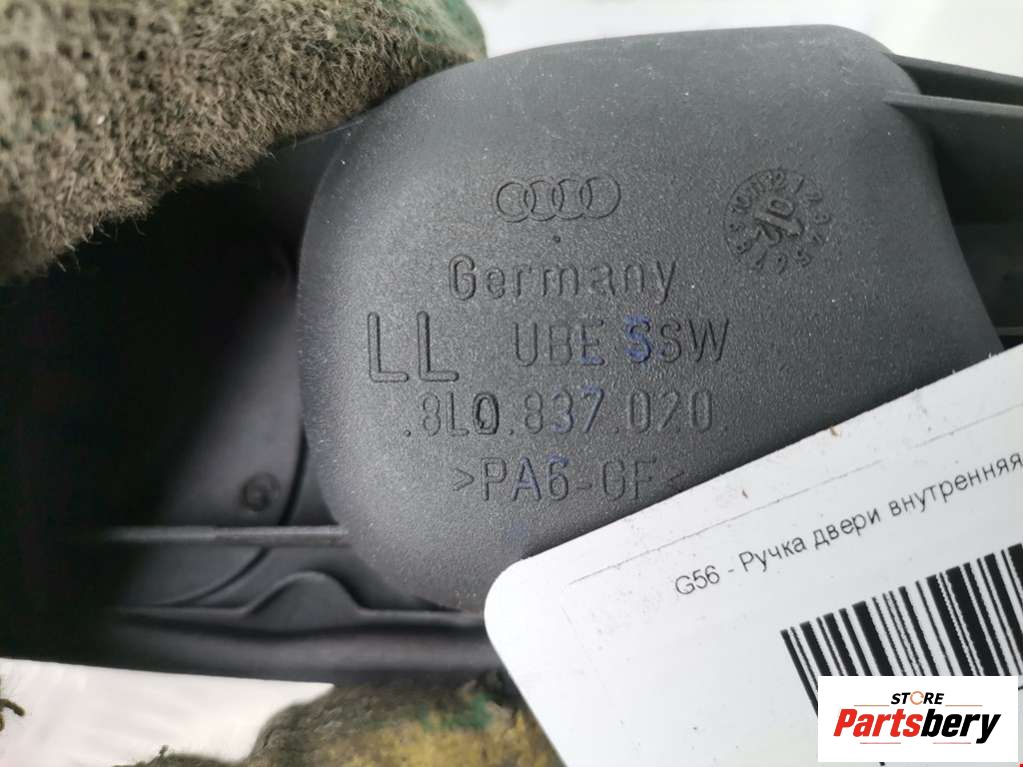 Germany
LL UBE SSW
.8L0.837.020.
>PA6-GF<
G56 - Ручка двери внутренняя
STORE
Partsbery